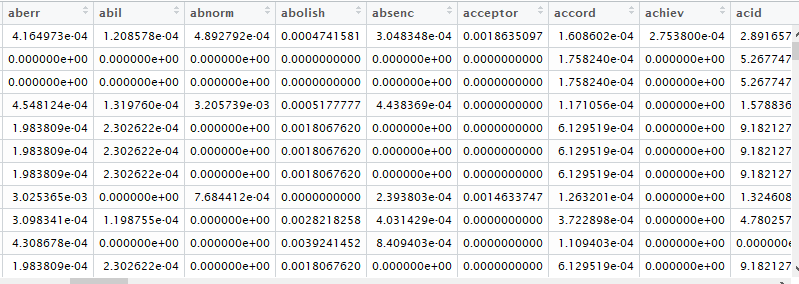 aberr abil abnorm abolish absenc acceptor accord achiev acid
4.164973e-04 1.208578e-04 4.892792e-04 0.0004741581 3.048348e-04 0.0018635097 1.608602e-04 2.753800e-04 2.891657
0.000000e+00 0.000000e+00 0.000000e+00 0.0000000000 0.000000e+00 0.0000000000 1.758240e-04 0.000000e+00 5.267747
0.000000e+00 0.000000e+00 0.000000e+00 0.0000000000 0.000000e+00 0.0000000000 1.758240e-04 0.000000e+00 5.267747
4.548124e-04 1.319760e-04 3.205739e-03 0.0005177777 4.438369e-04 0.0000000000 1.171056e-04 0.000000e+00 1.578836
1.983809e-04 2.302622e-04 0.000000e+00 0.0018067620 0.000000e+00 0.0000000000 6.129519e-04 0.000000e+00 9.182127
1.983809e-04 2.302622e-04 0.000000e+00 0.0018067620 0.000000e+00 0.0000000000 6.129519e-04 0.000000e+00 9.182127
1.983809e-04 2.302622e-04 0.000000e+00 0.0018067620 0.000000e+00 0.0000000000 6.129519e-04 0.000000e+00 9.182127
3.025365e-03 0.000000e+00 7.684412e-04 0.0000000000 2.393803e-04 0.0014633747 1.263201e-04 0.000000e+00 1.324608
3.098341e-04 1.198755e-04 0.000000e+00 0.0028218258 4.031429e-04 0.0000000000 3.722898e-04 0.000000e+00 4.780257
4.308678e-04 0.000000e+00 0.000000e+00 0.0039241452 8.409403e-04 0.0000000000 1.109403e-04 0.000000e+00 0.000000e
1.983809e-04 2.302622e-04 0.000000e+00 0.0018067620 0.000000e+00 0.0000000000 6.129519e-04 0.000000e+00 9.182127